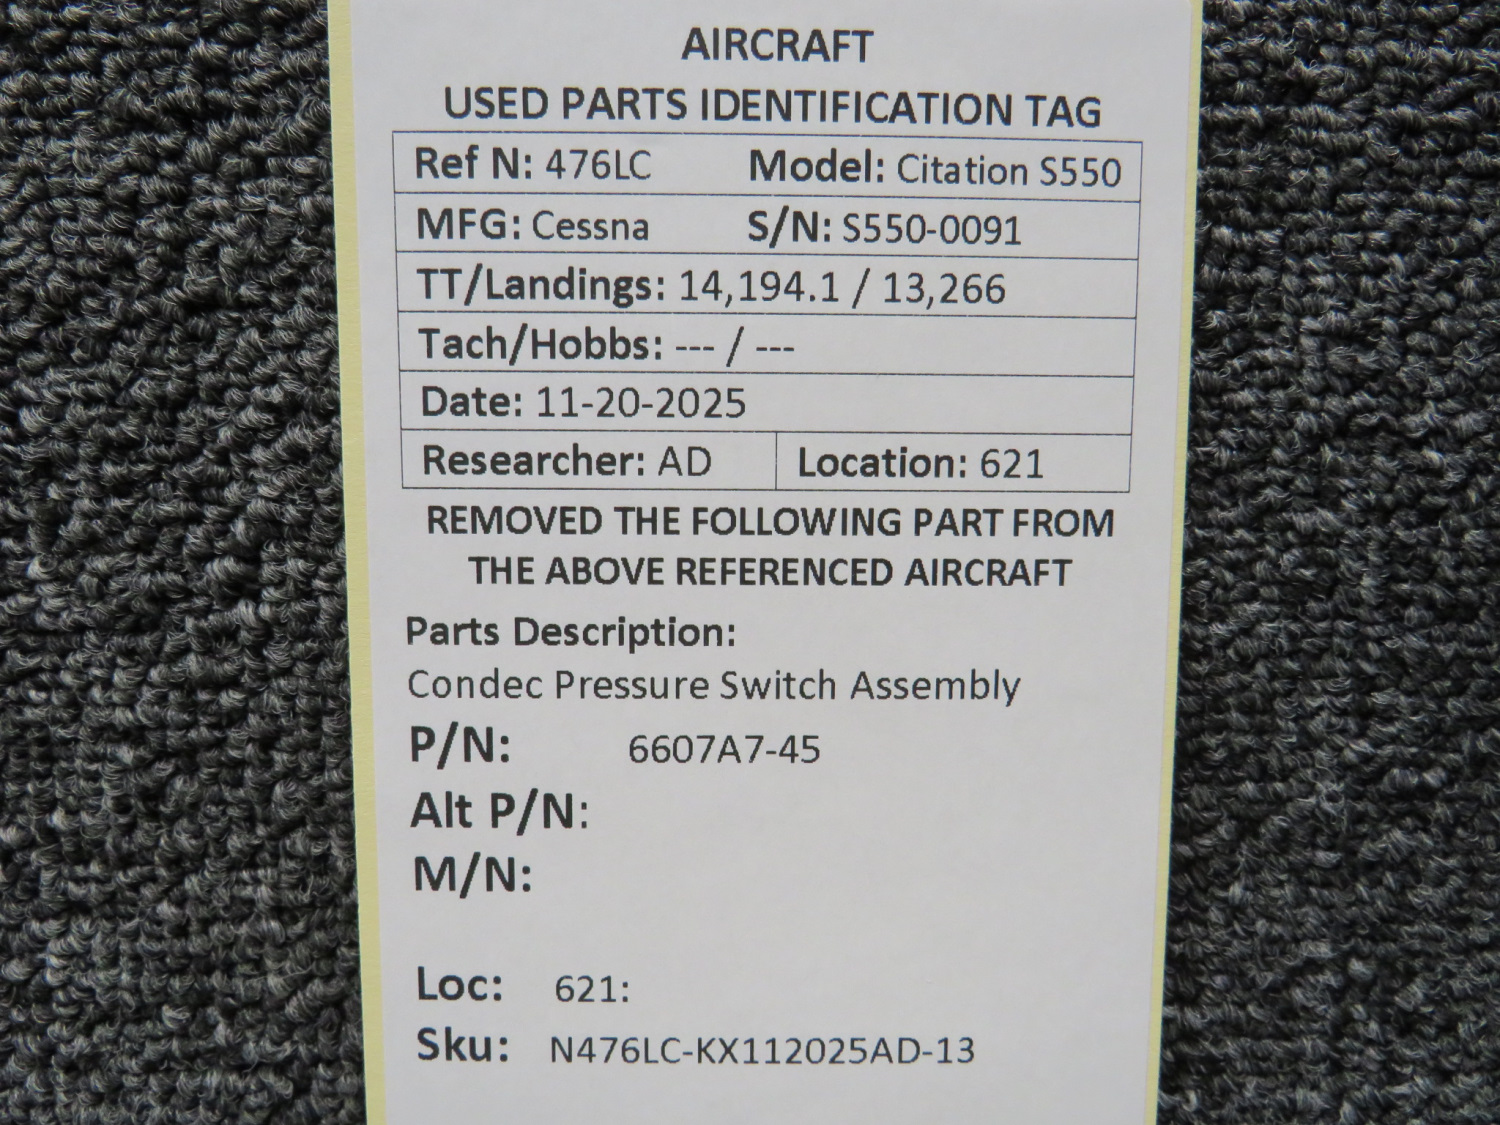 AIRCRAFT
USED PARTS IDENTIFICATION TAG
Ref N: 476LC Model: Citation S550
MFG: Cessna S/N: S550-0091
TT/Landings: 14,194.1 / 13,266
Tach/Hobbs: --- / ---
Date: 11-20-2025
Researcher: AD Location: 621
REMOVED THE FOLLOWING PART FROM
THE ABOVE REFERENCED AIRCRAFT
Parts Description:
Condec Pressure Switch Assembly
P/N: 6607A7-45
Alt P/N:
M/N:
Loc: 621:
Sku: N476LC-KX112025AD-13